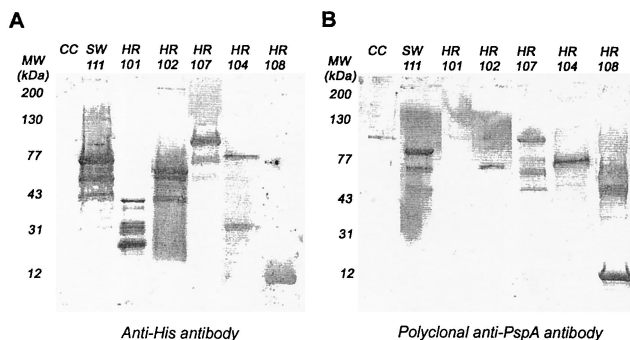 A
B
CC SW 111 HR 101 HR 102 HR 107 HR 104 HR 108
MW (kDa)
200
130
77
43
31
12
Anti-His antibody
CC SW 111 HR 101 HR 102 HR 107 HR 104 HR 108
MW (kDa)
200
130
77
43
31
12
Polyclonal anti-PspA antibody